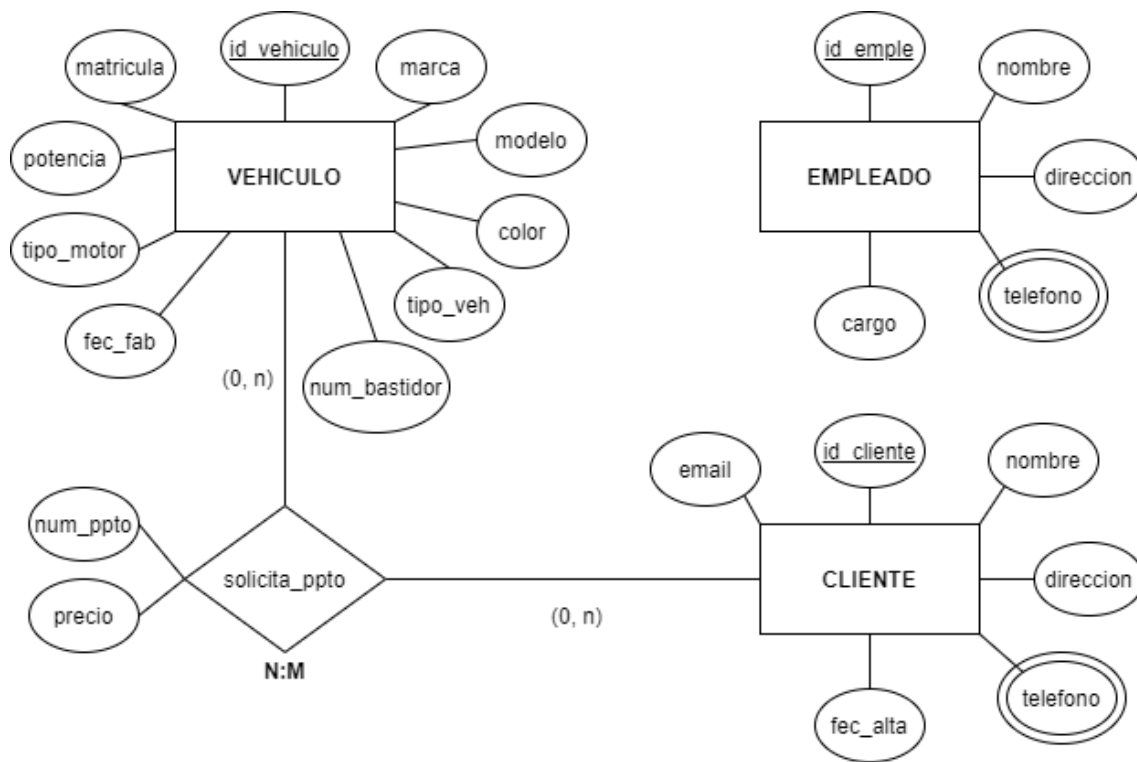 id_vehiculo
matricula
marca
potencia
modelo
VEHICULO
tipo_motor
color
fec_fab
tipo_veh
num_bastidor
(0, n)
id_emple
nombre
EMPLEADO
direccion
telefono
cargo
id_cliente
email
nombre
CLIENTE
direccion
telefono
fec_alta
num_ppto
solicita_ppto
precio
N:M
(0, n)